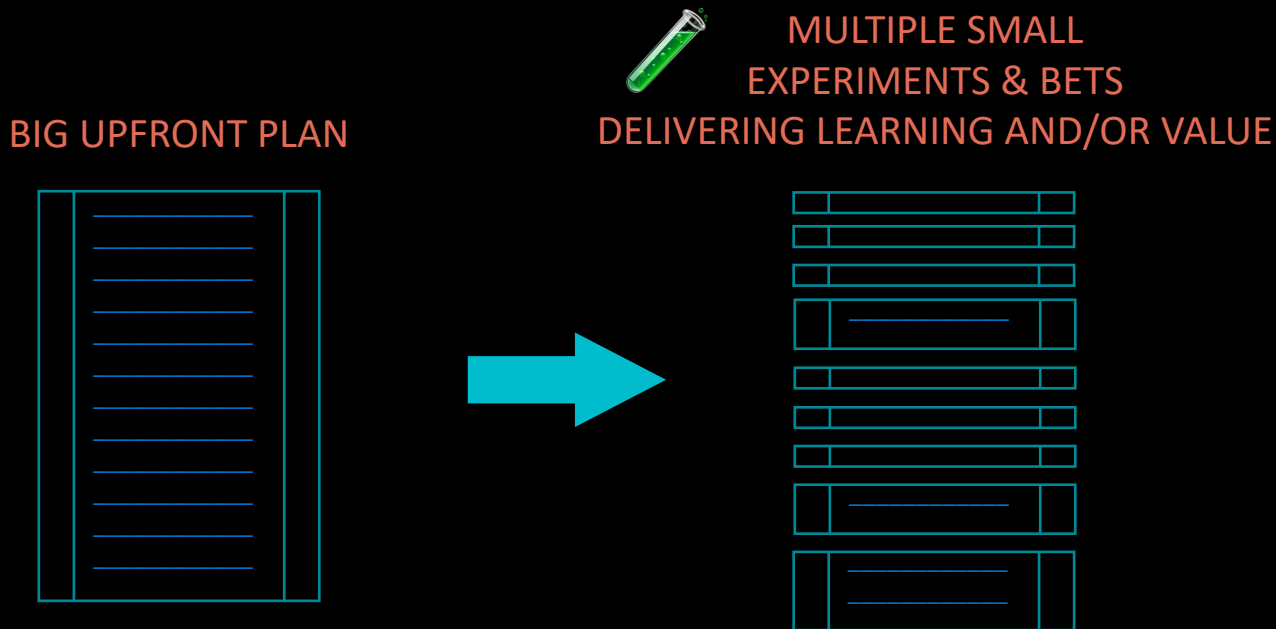 BIG UPFRONT PLAN
MULTIPLE SMALL
EXPERIMENTS & BETS
DELIVERING LEARNING AND/OR VALUE